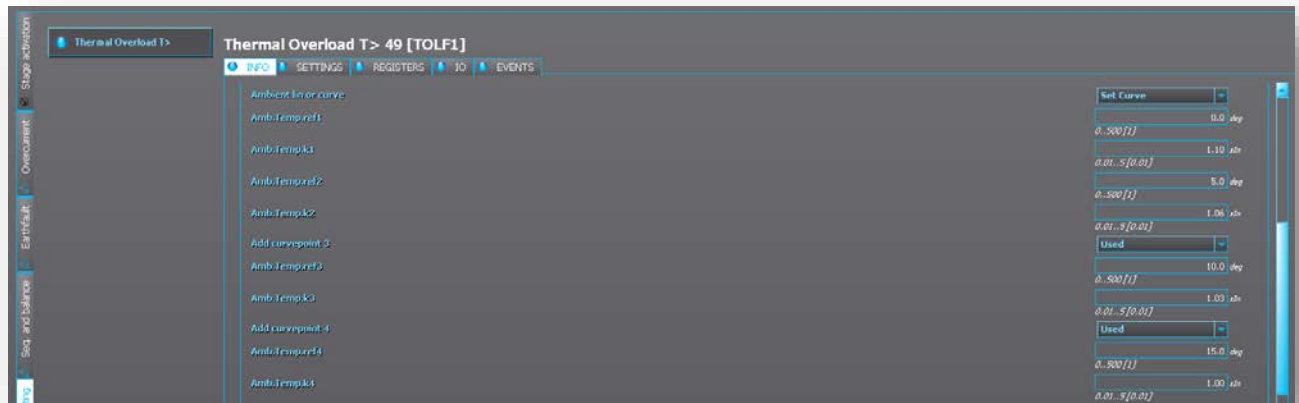 Stage activation
Overcurrent
Earthfault
Seq. and balance
Thermal Overload T>
Thermal Overload T> 49 [TOLF1]
INFO SETTINGS REGISTERS IO EVENTS
Ambient lin or curve Set Curve
Amb.Temp.ref1 0.0 deg
0..500 [1]
Amb.Temp.k1 1.10 xIn
0.01..5 [0.01]
Amb.Temp.ref2 5.0 deg
0..500 [1]
Amb.Temp.k2 1.06 xIn
0.01..5 [0.01]
Add curvepoint 3 Used
Amb.Temp.ref3 10.0 deg
0..500 [1]
Amb.Temp.k3 1.03 xIn
0.01..5 [0.01]
Add curvepoint 4 Used
Amb.Temp.ref4 15.0 deg
0..500 [1]
Amb.Temp.k4 1.00 xIn
0.01..5 [0.01]